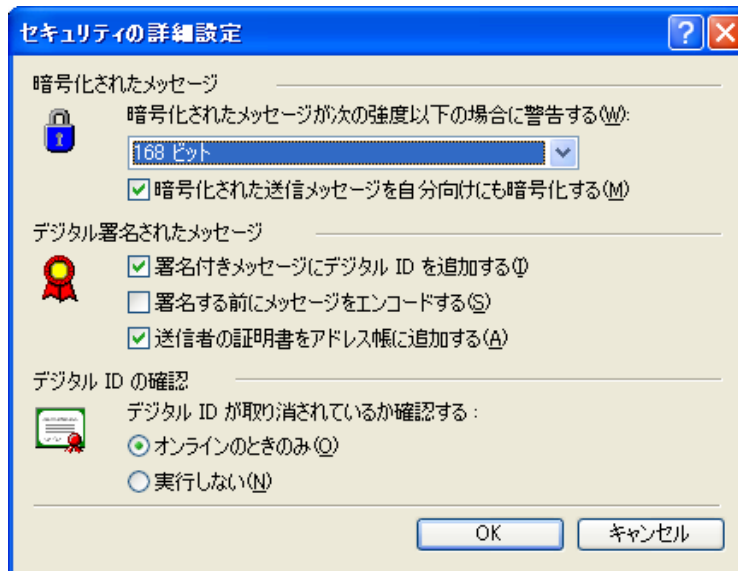 セキュリティの詳細設定
暗号化されたメッセージ
暗号化されたメッセージが次の強度以下の場合に警告する(W):
168 ビット
暗号化された送信メッセージを自分向けにも暗号化する(M)
デジタル署名されたメッセージ
署名付きメッセージにデジタル ID を追加する(I)
署名する前にメッセージをエンコードする(S)
送信者の証明書をアドレス帳に追加する(A)
デジタル ID の確認
デジタル ID が取り消されているか確認する :
オンラインのときのみ(O)
実行しない(N)
OK キャンセル